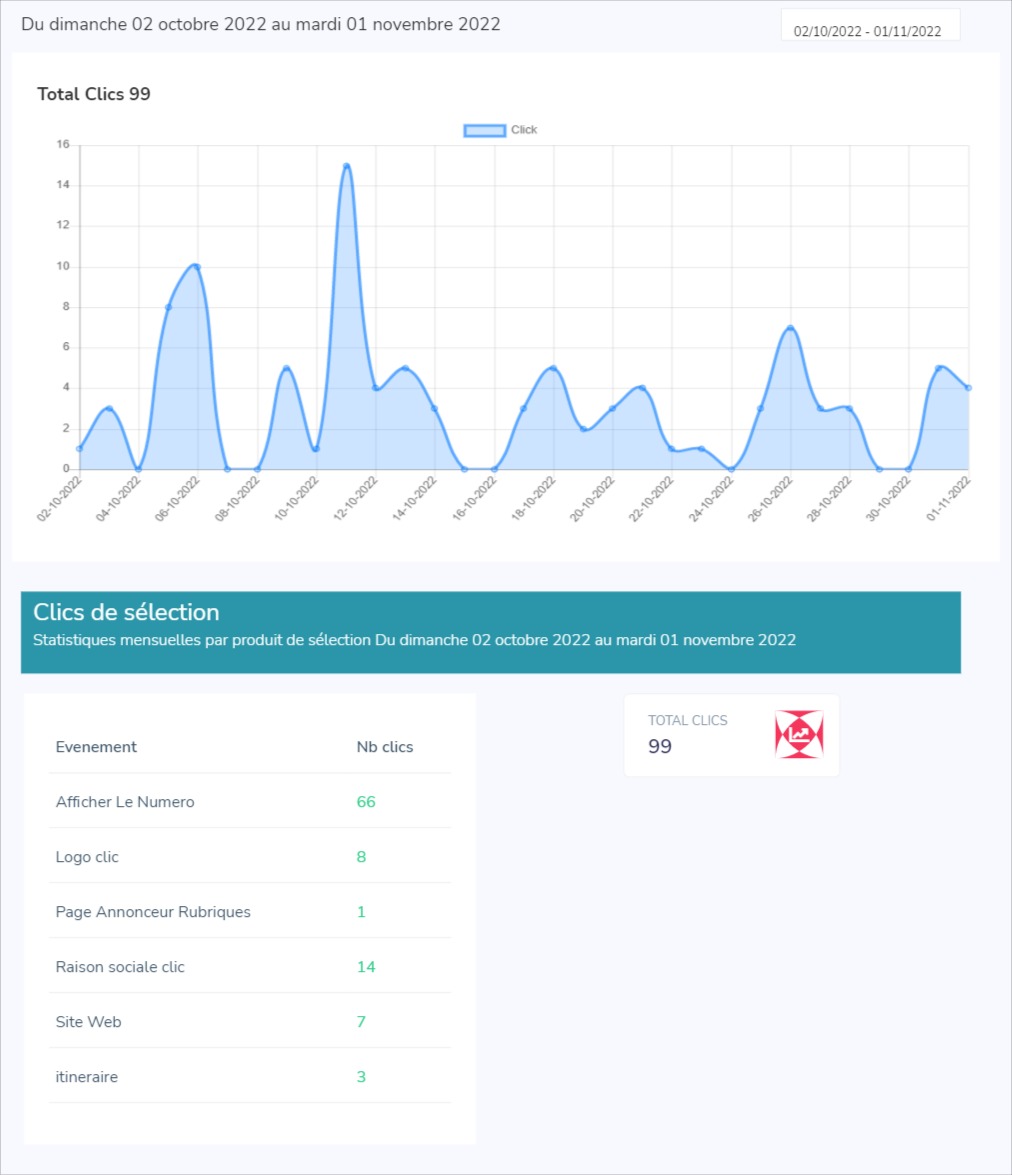 Du dimanche 02 octobre 2022 au mardi 01 novembre 2022
02/10/2022 - 01/11/2022
Total Clics 99
Click
16
14
12
10
8
6
4
2
0
02-10-2022
04-10-2022
06-10-2022
08-10-2022
10-10-2022
12-10-2022
14-10-2022
16-10-2022
18-10-2022
20-10-2022
22-10-2022
24-10-2022
26-10-2022
28-10-2022
30-10-2022
01-11-2022
Clics de sélection
Statistiques mensuelles par produit de sélection Du dimanche 02 octobre 2022 au mardi 01 novembre 2022
Evenement Nb clics
Afficher Le Numero 66
Logo clic 8
Page Annonceur Rubriques 1
Raison sociale clic 14
Site Web 7
itineraire 3
TOTAL CLICS
99